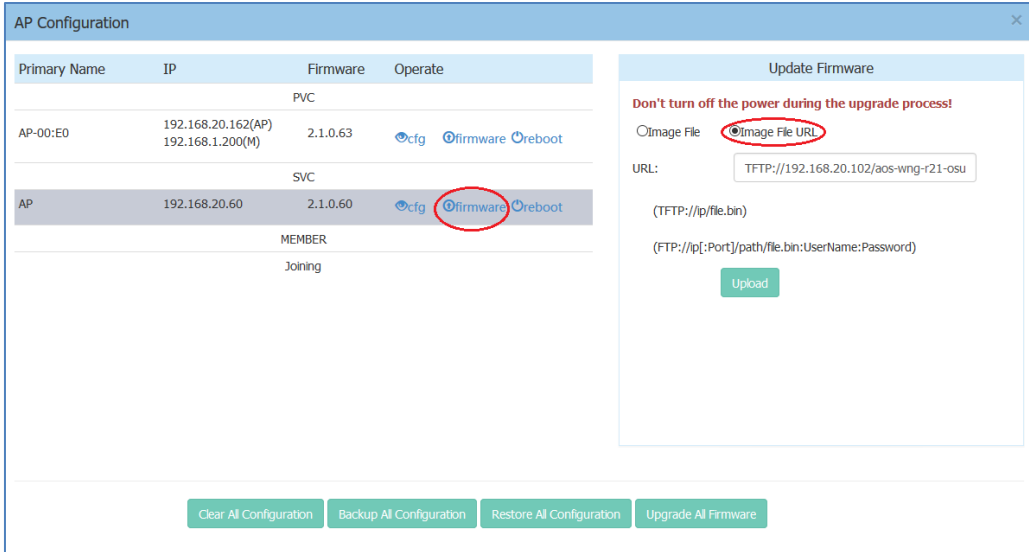 AP Configuration
Primary Name IP Firmware Operate
PVC
AP-00:E0 192.168.20.162(AP) 192.168.1.200(M) 2.1.0.63 cfg firmware reboot
SVC
AP 192.168.20.60 2.1.0.60 cfg firmware reboot
MEMBER
Joining
Update Firmware
Don't turn off the power during the upgrade process!
Image File Image File URL
URL: TFTP://192.168.20.102/aos-wng-r21-osu
(TFTP://ip/file.bin)
(FTP://ip[:Port]/path/file.bin:UserName:Password)
Upload
Clear All Configuration Backup All Configuration Restore All Configuration Upgrade All Firmware